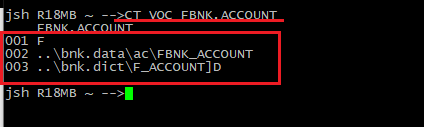 jsh R18MB ~ -->CT VOC FBNK.ACCOUNT
FBNK.ACCOUNT
001 F
002 ..\bnk.data\ac\FBNK_ACCOUNT
003 ..\bnk.dict\F_ACCOUNT]D
jsh R18MB ~ -->